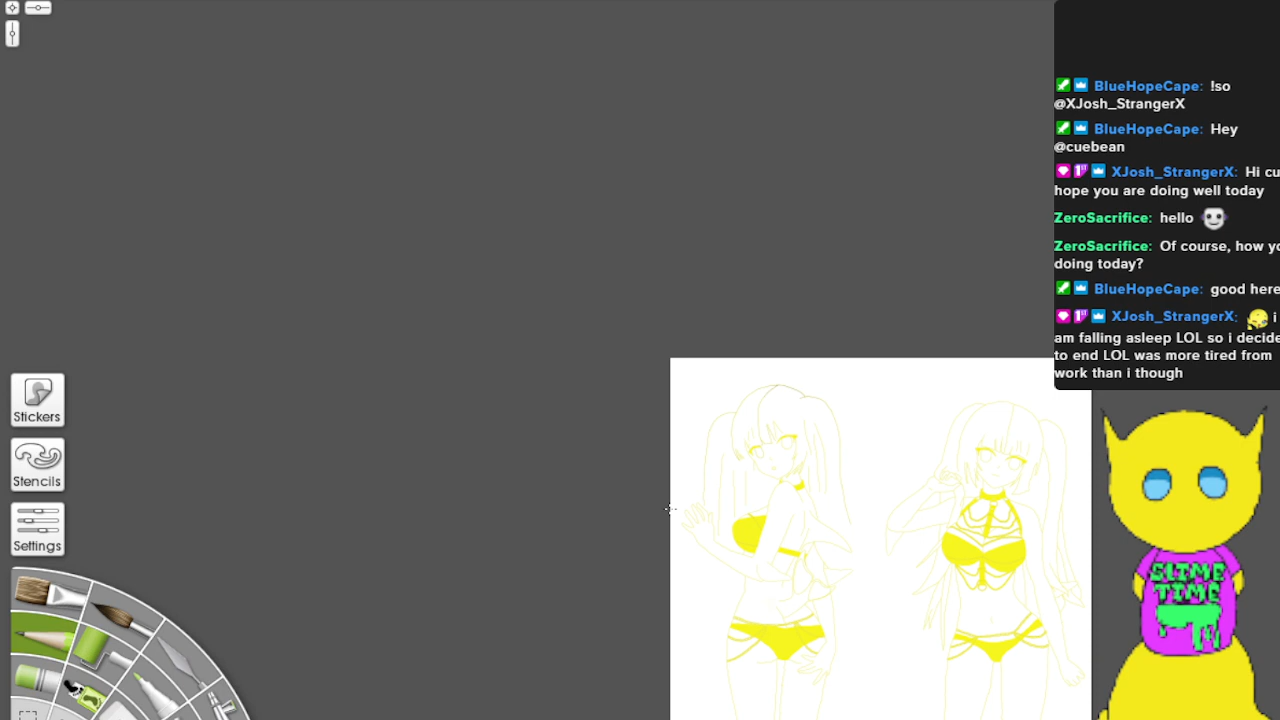 BlueHopeCape: !so
@XJosh_StrangerX
BlueHopeCape: Hey
@cuebean
XJosh_StrangerX: Hi cu
hope you are doing well today
ZeroSacrifice: hello
ZeroSacrifice: Of course, how yo
doing today?
BlueHopeCape: good here
XJosh_StrangerX: i
am falling asleep LOL so i decide
to end LOL was more tired from
work than i though
Stickers
Stencils
Settings
SLIME
TIME